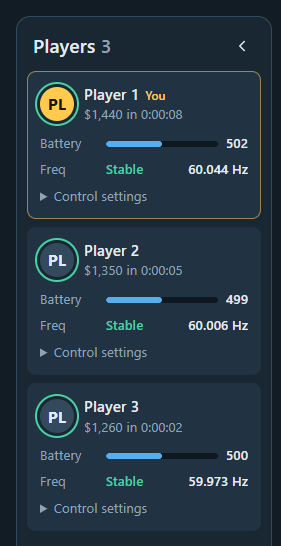 Players 3
PL
Player 1 You
$1,440 in 0:00:08
Battery 502
Freq Stable 60.044 Hz
Control settings
PL
Player 2
$1,350 in 0:00:05
Battery 499
Freq Stable 60.006 Hz
Control settings
PL
Player 3
$1,260 in 0:00:02
Battery 500
Freq Stable 59.973 Hz
Control settings